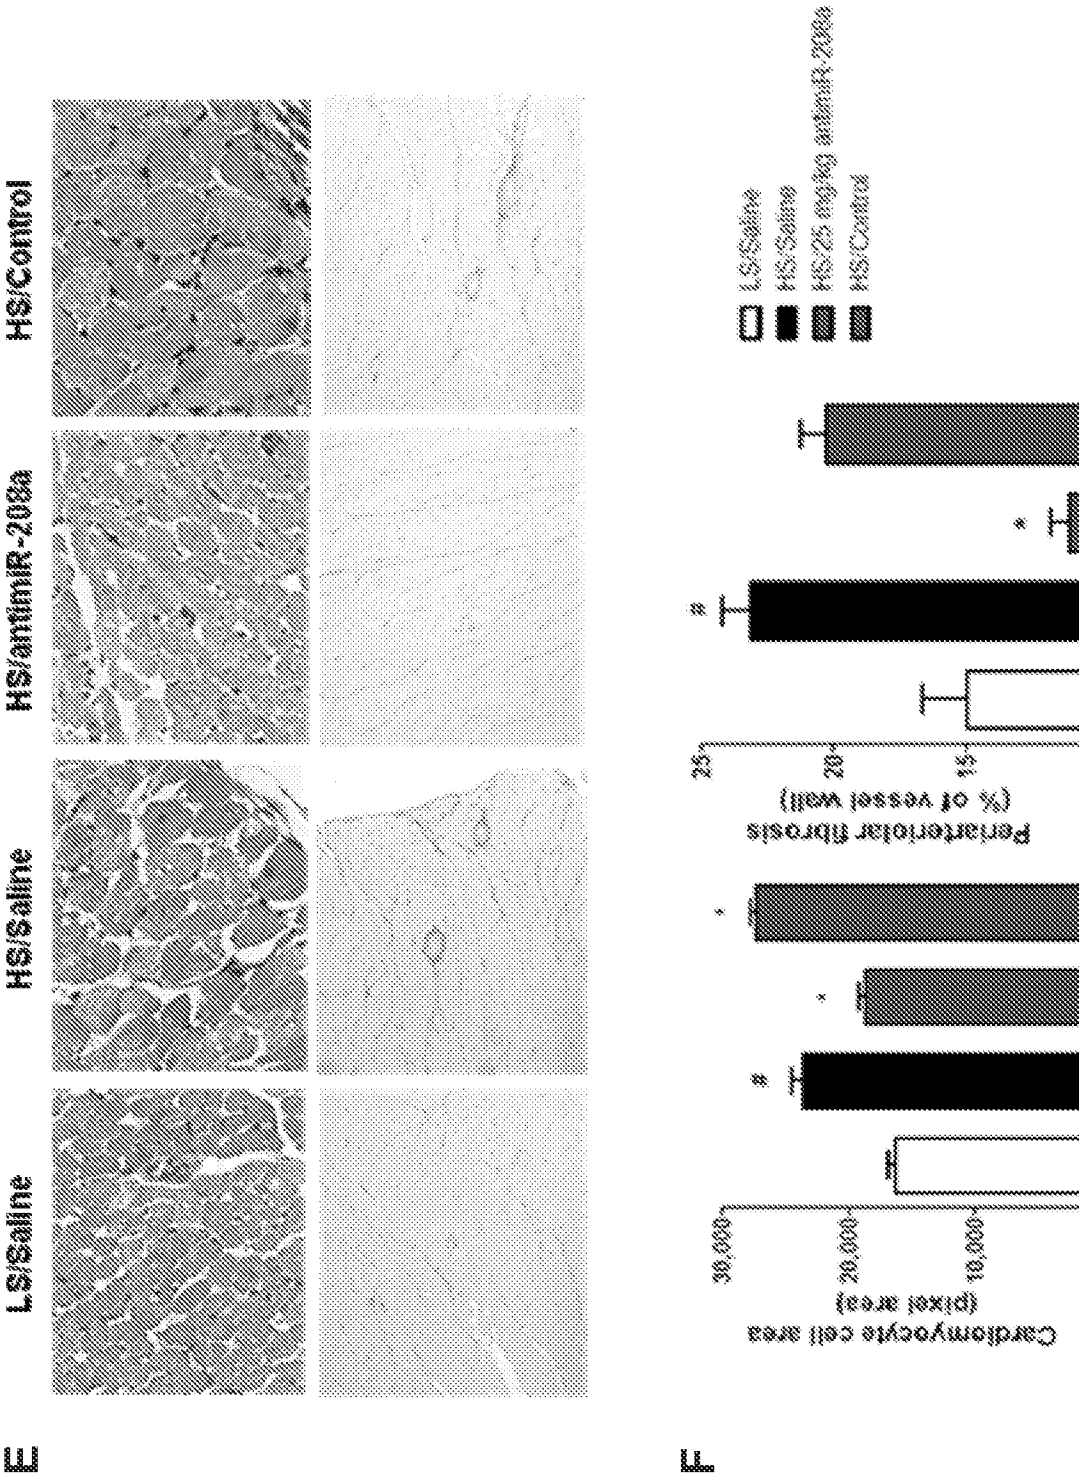 E
LS/Saline
HS/Saline
HS/antimiR-208a
HS/Control
F
Cardiomyocyte cell area
(pixel area)
30,000
20,000
10,000
#
*
*
Periarteriolar fibrosis
(% of vessel wall)
25
20
15
#
*
LS/Saline
HS/Saline
HS/25 mg/kg antimiR-208a
HS/Control